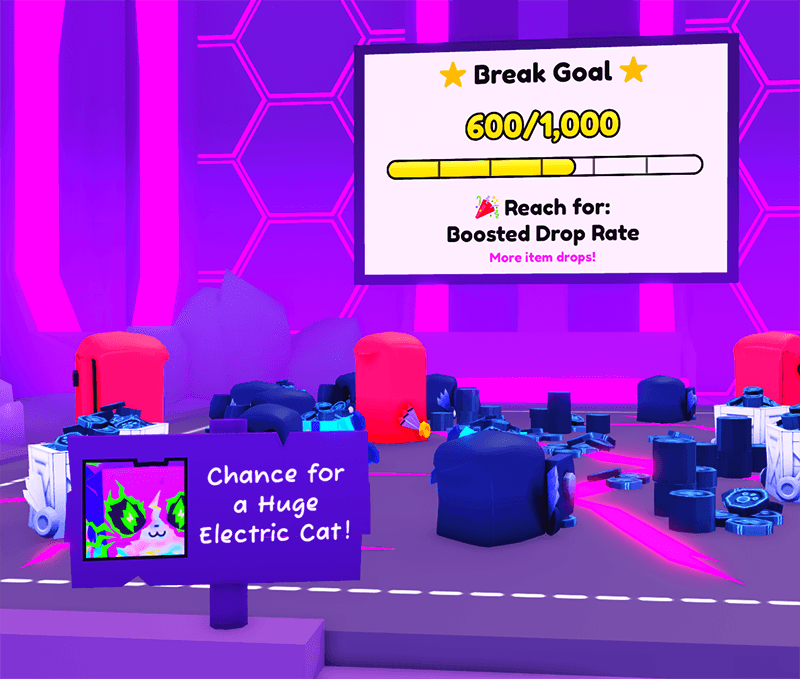 Break Goal
600/1,000
Reach for:
Boosted Drop Rate
More item drops!
Chance for
a Huge
Electric Cat!